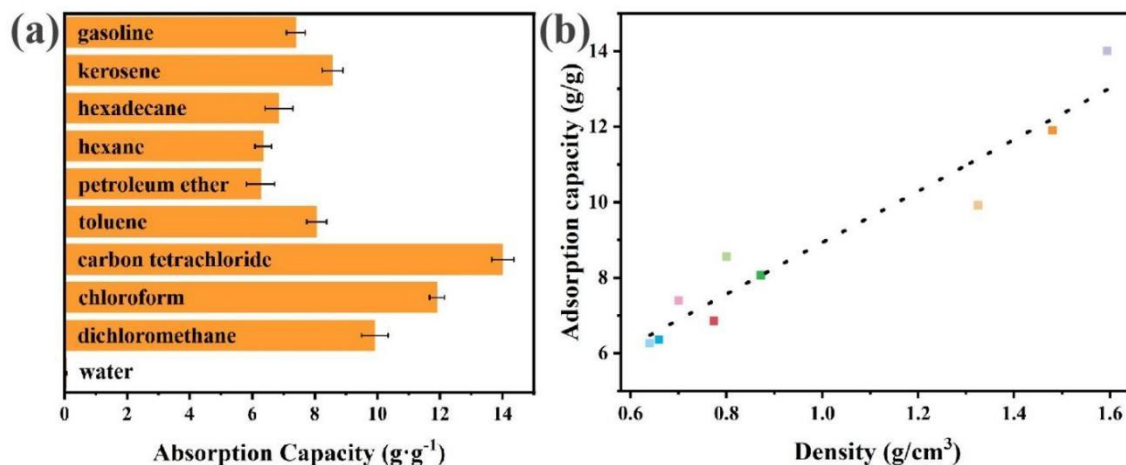 (a)
gasoline
kerosene
hexadecane
hexane
petroleum ether
toluene
carbon tetrachloride
chloroform
dichloromethane
water
0 2 4 6 8 10 12 14
Absorption Capacity (g·g⁻¹)
(b)
Adsorption capacity (g/g)
14
12
10
8
6
0.6 0.8 1.0 1.2 1.4 1.6
Density (g/cm³)